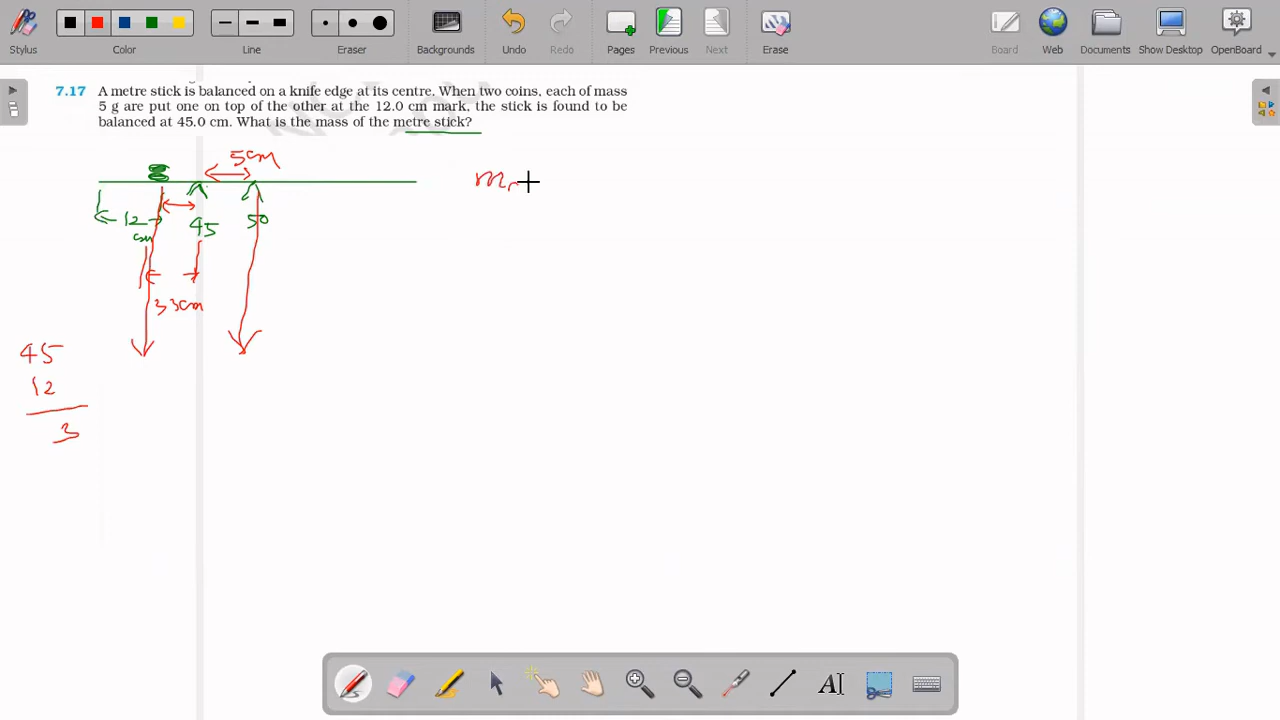 Stylus Color Line Eraser Backgrounds Undo Redo Pages Previous Next Erase Board Web Documents Show Desktop OpenBoard
7.17 A metre stick is balanced on a knife edge at its centre. When two coins, each of mass
5 g are put one on top of the other at the 12.0 cm mark, the stick is found to be
balanced at 45.0 cm. What is the mass of the metre stick?
5cm
12 45 50
cm
33cm
45
12
3
m